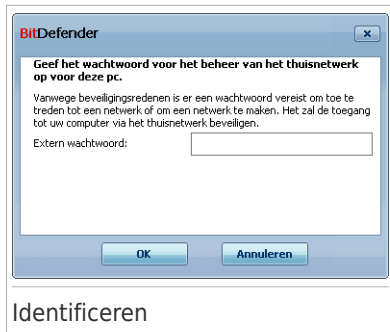 BitDefender
Geef het wachtwoord voor het beheer van het thuisnetwerk
op voor deze pc.
Vanwege beveiligingsredenen is er een wachtwoord vereist om toe te
treden tot een netwerk of om een netwerk te maken. Het zal de toegang
tot uw computer via het thuisnetwerk beveiligen.
Extern wachtwoord:
OK Annuleren
Identificeren